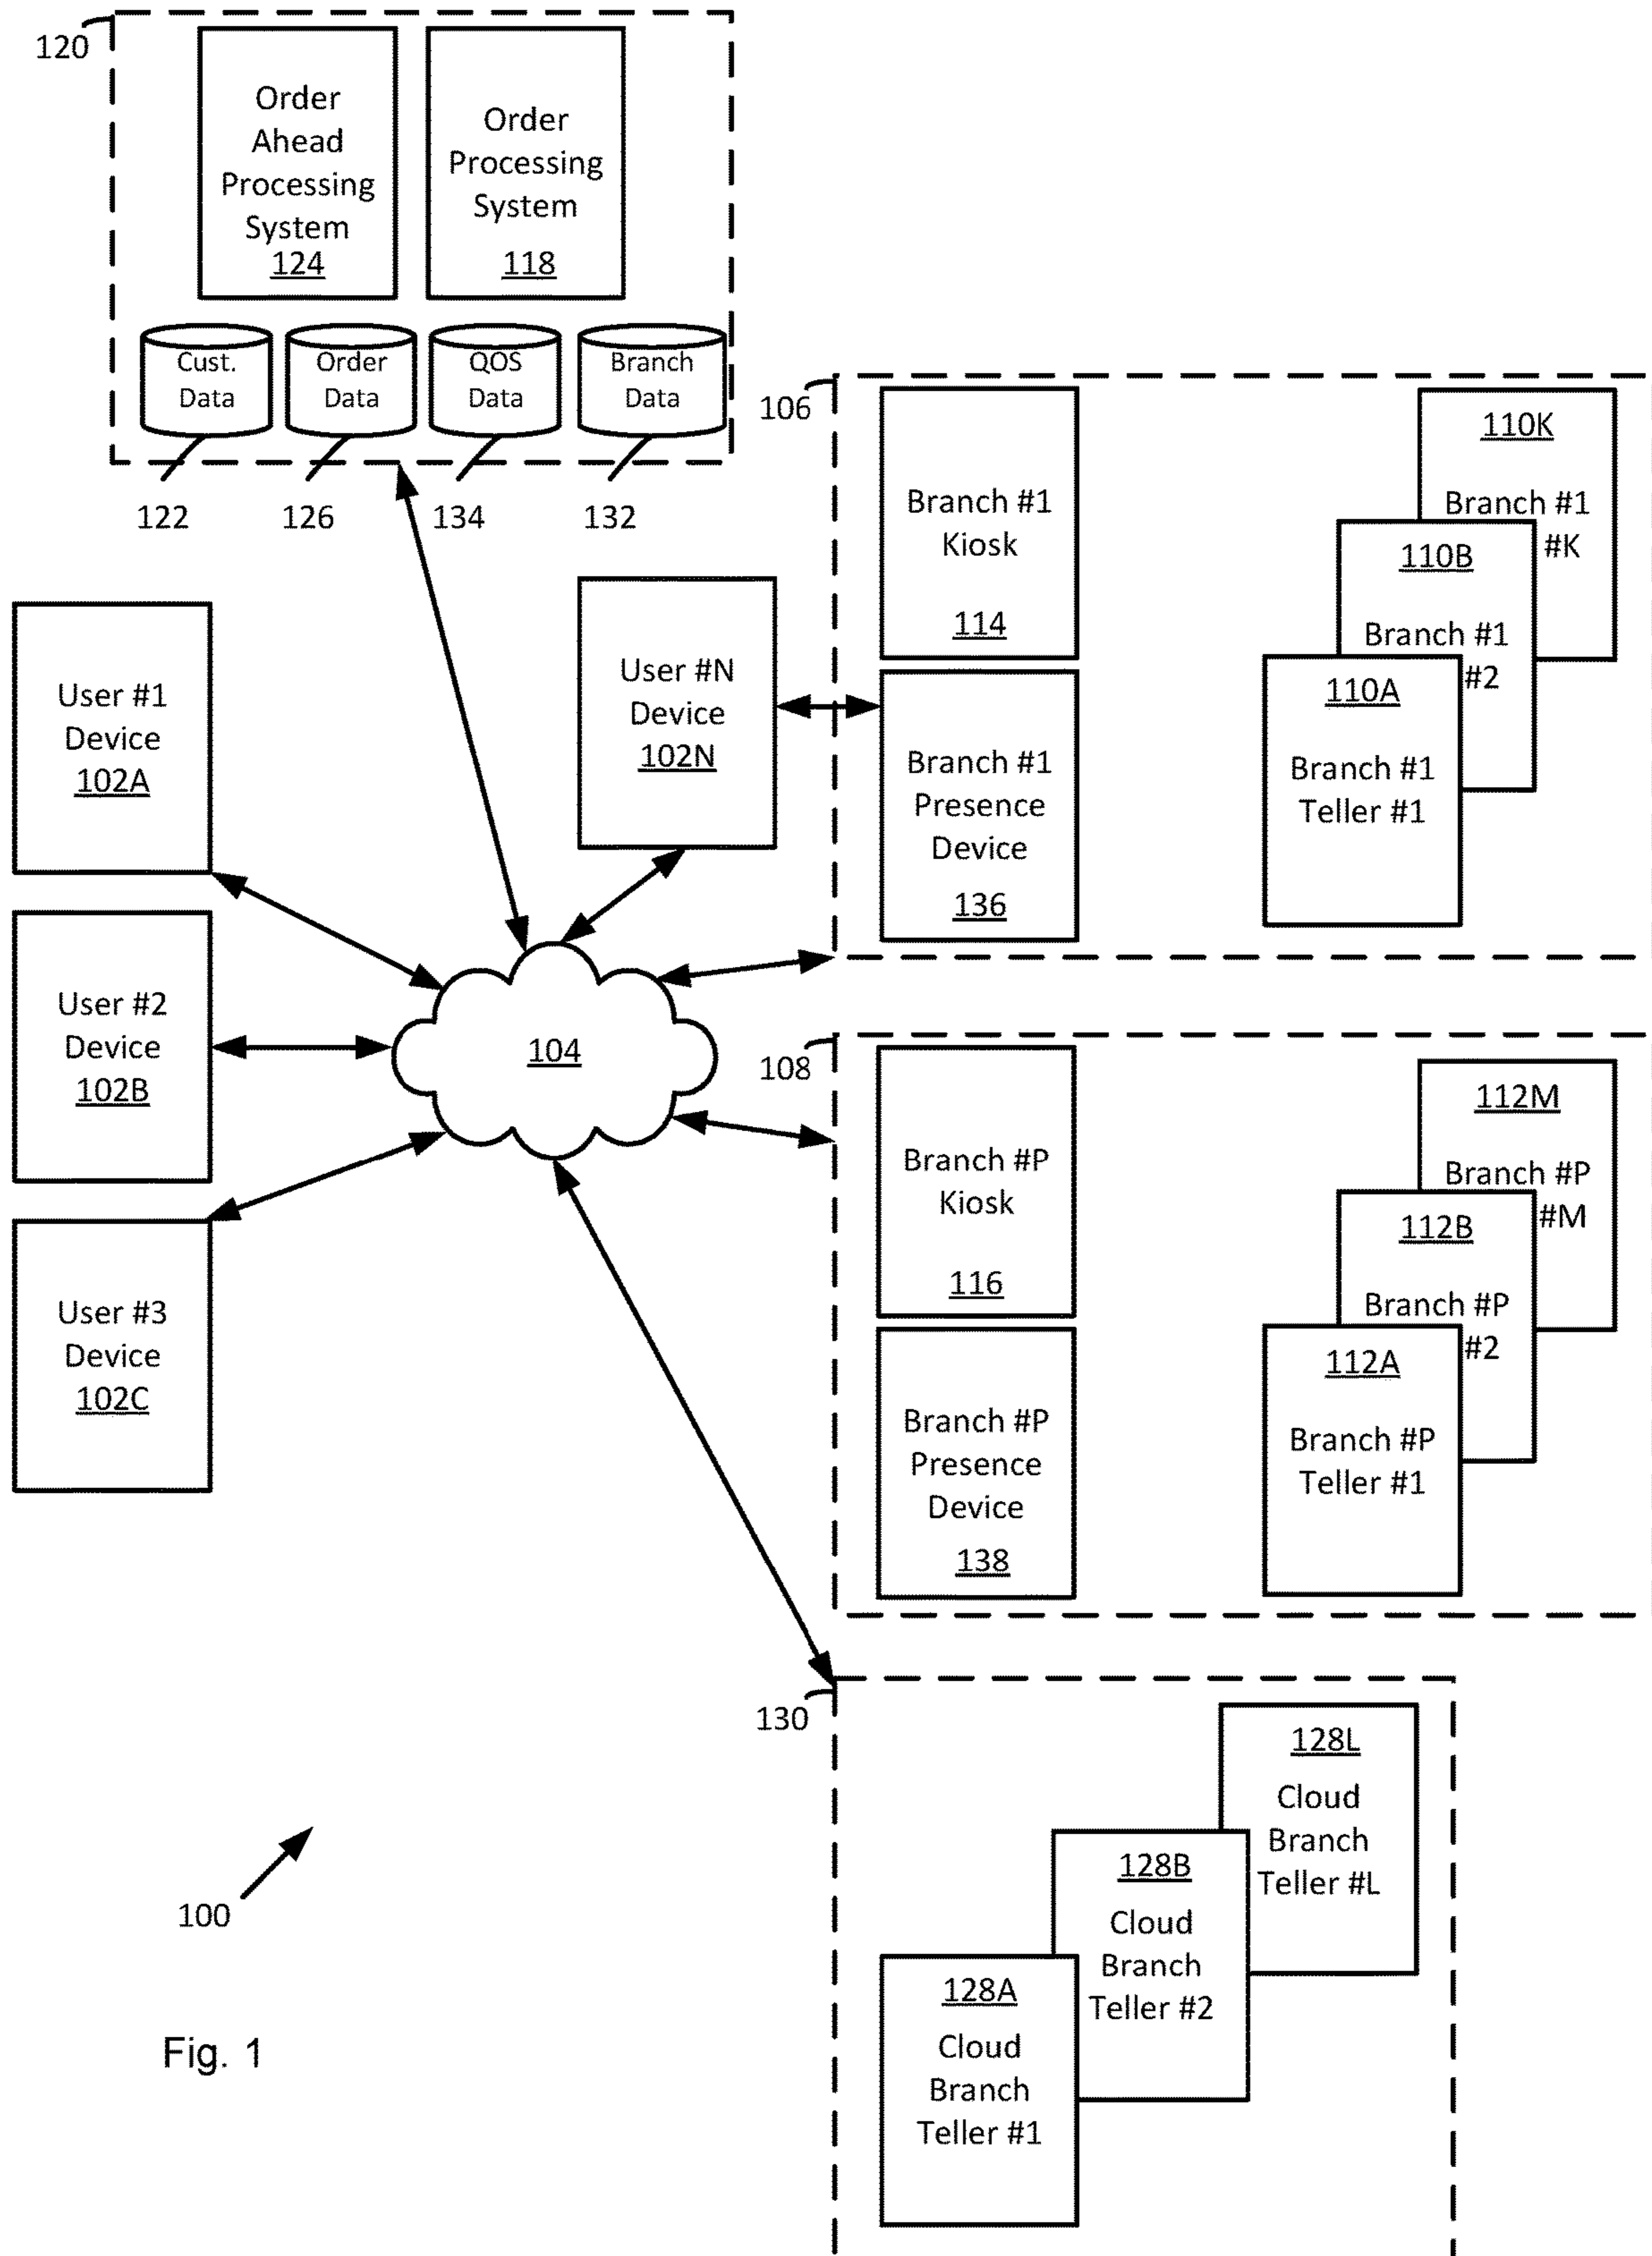 120
Order
Ahead
Processing
System
124
Order
Processing
System
118
Cust.
Data
Order
Data
QOS
Data
Branch
Data
122
126
134
132
106
Branch #1
Kiosk
114
110K
Branch #1
#K
110B
Branch #1
#2
110A
Branch #1
Teller #1
User #1
Device
102A
User #N
Device
102N
Branch #1
Presence
Device
136
User #2
Device
102B
104
108
Branch #P
Kiosk
116
112M
Branch #P
#M
112B
Branch #P
#2
112A
Branch #P
Teller #1
User #3
Device
102C
Branch #P
Presence
Device
138
130
128L
Cloud
Branch
Teller #L
128B
Cloud
Branch
Teller #2
128A
Cloud
Branch
Teller #1
100
Fig. 1